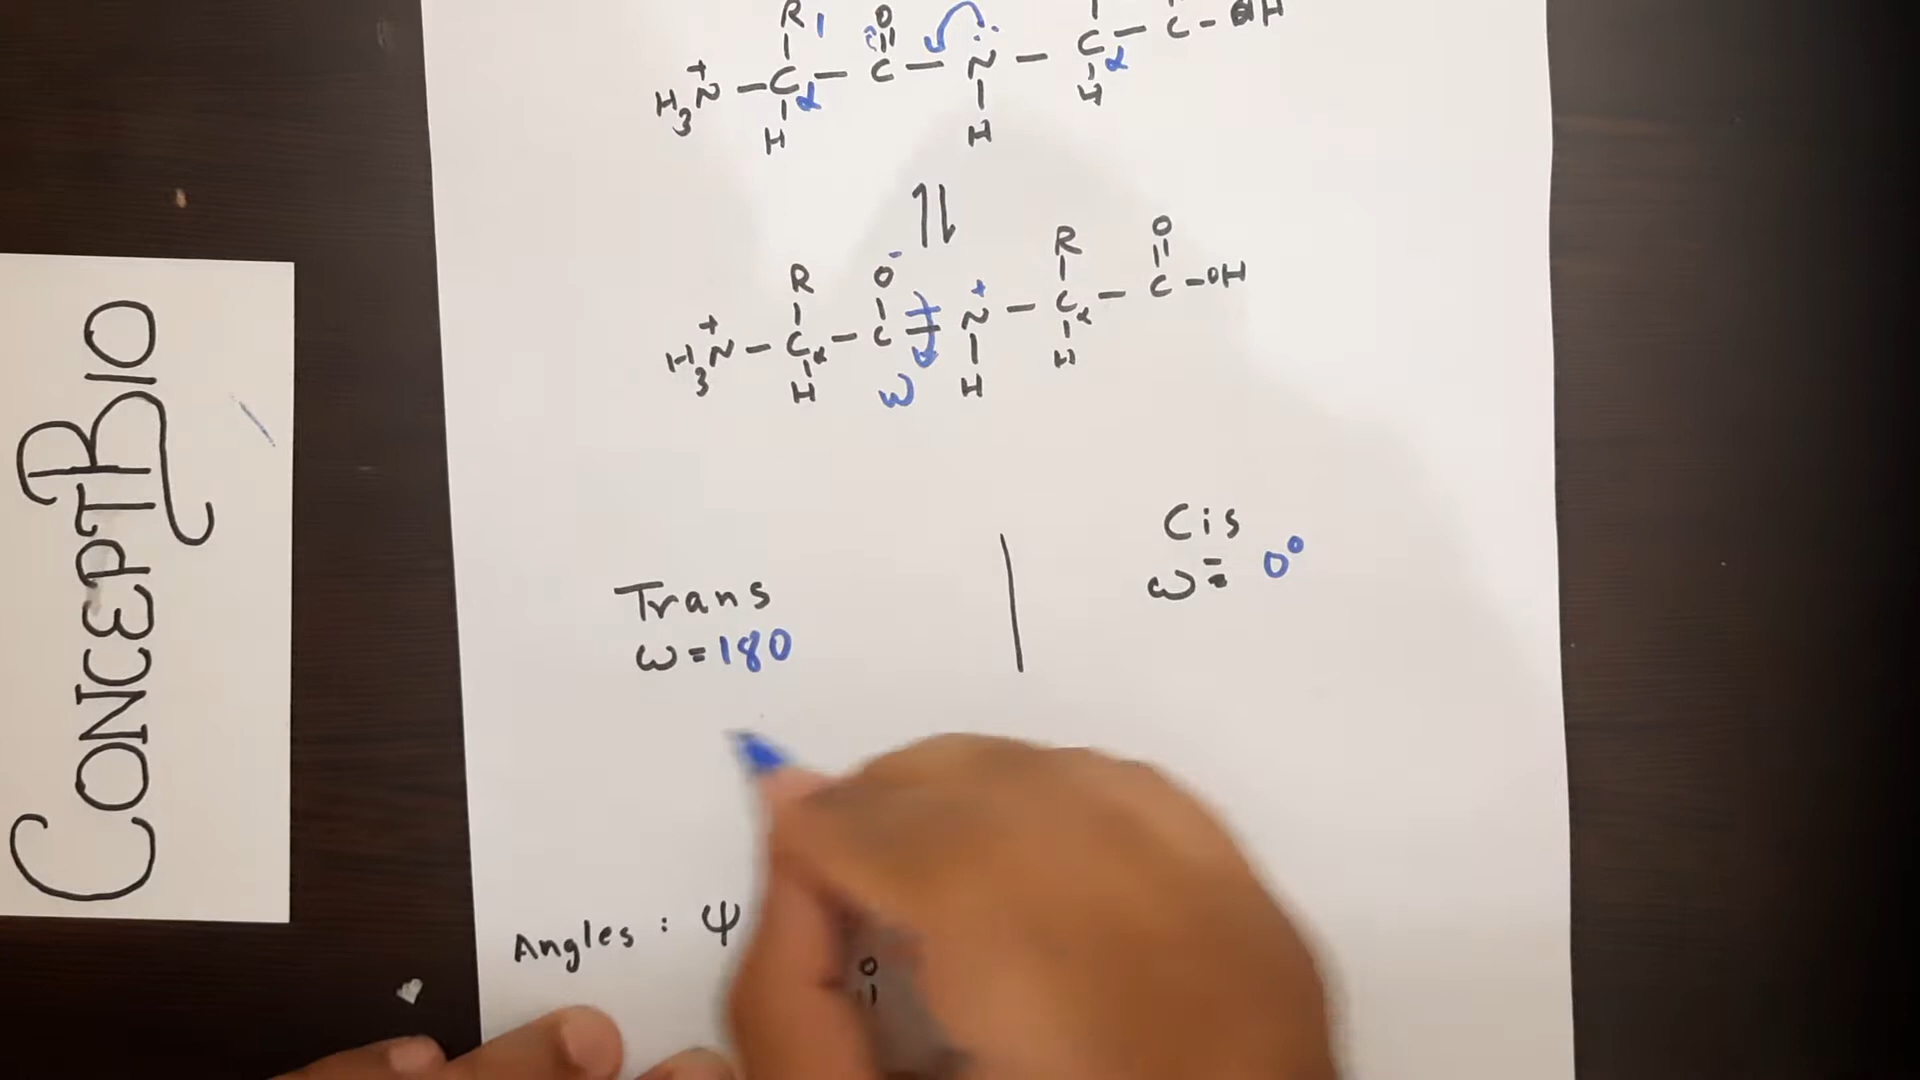 R O
H3N+ - Cα - C - N̈ - Cα - C - OH
H H H
⇌
R O- R O
H3N+ - Cα - C = N+ - Cα - C - OH
H ω H H
Trans
ω = 180
Cis
ω = 0°
Angles : ψ
O
CONCEPTBIO